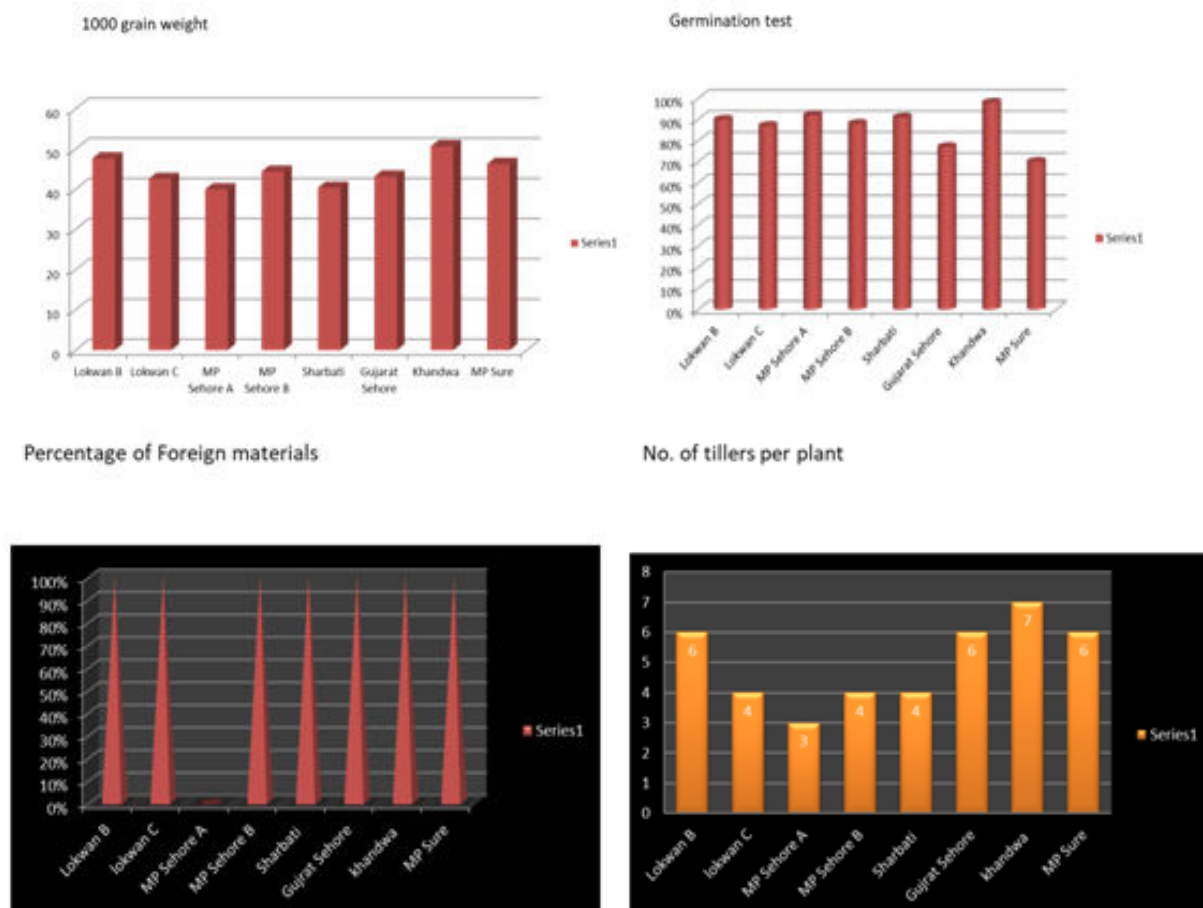 1000 grain weight
60
50
40
30
20
10
0
Lokwan B
Lokwan C
MP
Sehore A
MP
Sehore B
Sharbati
Gujarat
Sehore
Khandwa
MP Sure
Series1
Germination test
100%
90%
80%
70%
60%
50%
40%
30%
20%
10%
0%
Lokwan B
Lokwan C
MP Sehore A
MP Sehore B
Sharbati
Gujarat Sehore
Khandwa
MP Sure
Series1
Percentage of Foreign materials
100%
90%
80%
70%
60%
50%
40%
30%
20%
10%
0%
Lokwan B
lokwan C
MP Sehore A
MP Sehore B
Sharbati
Gujrat Sehore
khandwa
MP Sure
Series1
No. of tillers per plant
8
7
6
5
4
3
2
1
0
6
4
3
4
4
6
7
6
Lokwan B
lokwan C
MP Sehore A
MP Sehore B
Sharbati
Gujrat Sehore
khandwa
MP Sure
Series1